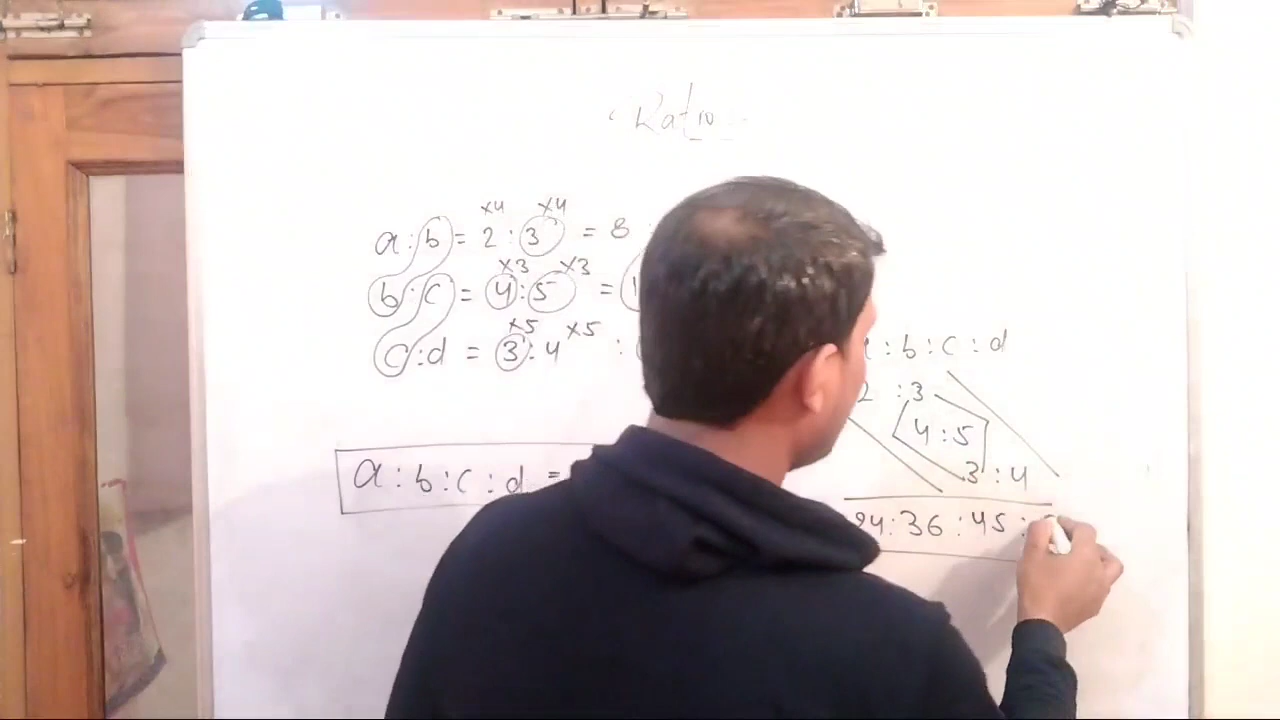 Ratio
×4 ×4
a:b = 2:3 = 8
×3 ×3
b:c = 4:5 =
×5 ×5
c:d = 3:4 :
a:b:c:d =
: b : c : d
2 : 3
4 : 5
3 : 4
24:36:45: